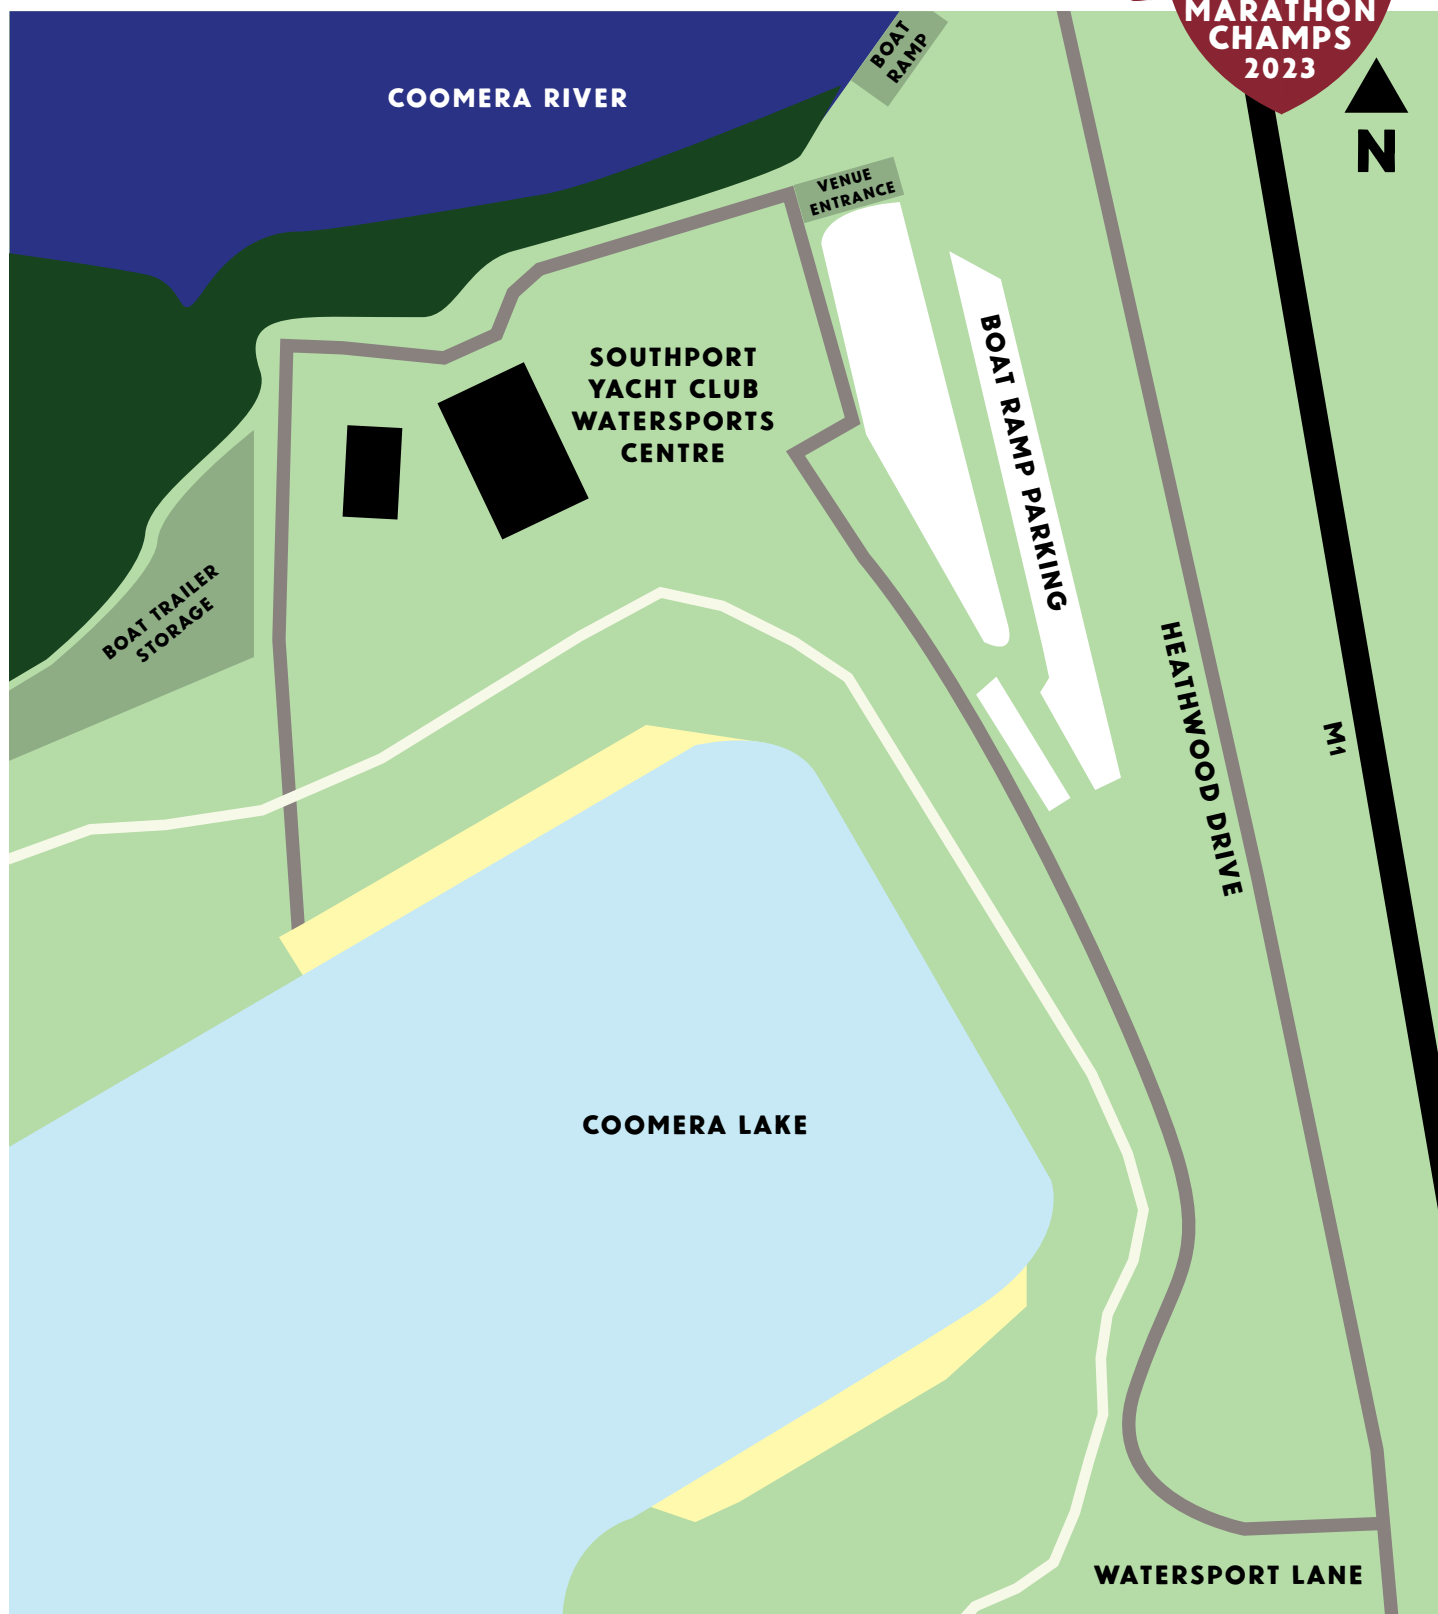 MARATHON
CHAMPS
2023
N
BOAT
RAMP
COOMERA RIVER
VENUE
ENTRANCE
SOUTHPORT
YACHT CLUB
WATERSPORTS
CENTRE
BOAT RAMP PARKING
BOAT TRAILER
STORAGE
HEATHWOOD DRIVE
M1
COOMERA LAKE
WATERSPORT LANE